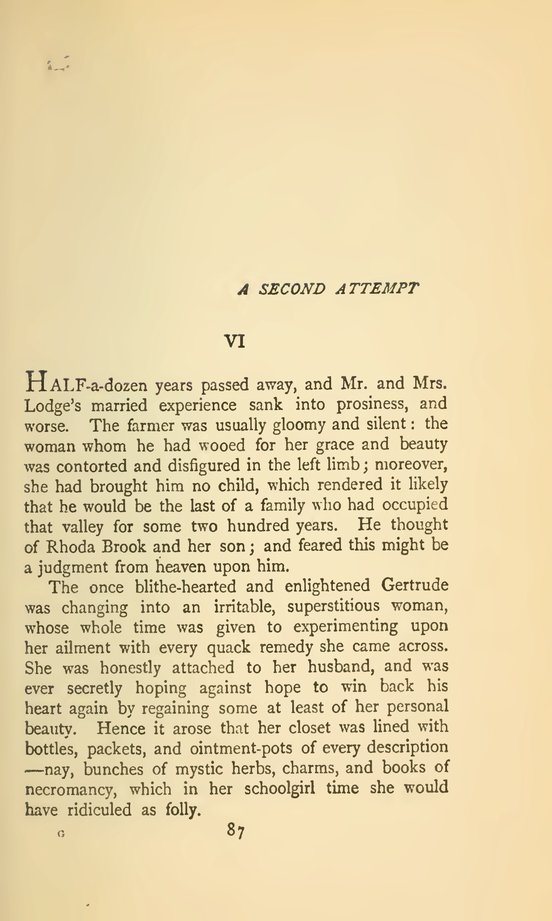 A SECOND ATTEMPT
VI
HALF-a-dozen years passed away, and Mr. and Mrs.
Lodge's married experience sank into prosiness, and
worse. The farmer was usually gloomy and silent: the
woman whom he had wooed for her grace and beauty
was contorted and disfigured in the left limb; moreover,
she had brought him no child, which rendered it likely
that he would be the last of a family who had occupied
that valley for some two hundred years. He thought
of Rhoda Brook and her son; and feared this might be
a judgment from heaven upon him.
The once blithe-hearted and enlightened Gertrude
was changing into an irritable, superstitious woman,
whose whole time was given to experimenting upon
her ailment with every quack remedy she came across.
She was honestly attached to her husband, and was
ever secretly hoping against hope to win back his
heart again by regaining some at least of her personal
beauty. Hence it arose that her closet was lined with
bottles, packets, and ointment-pots of every description
—nay, bunches of mystic herbs, charms, and books of
necromancy, which in her schoolgirl time she would
have ridiculed as folly.
G 87